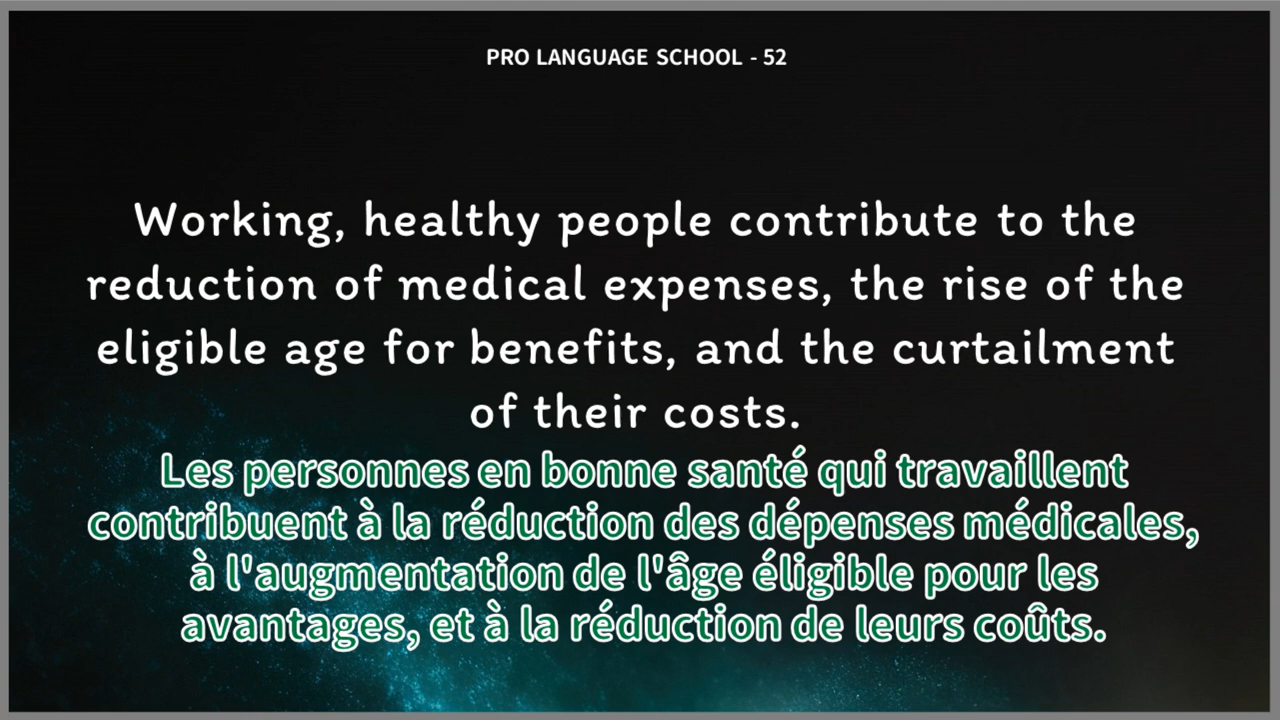 PRO LANGUAGE SCHOOL - 52
Working, healthy people contribute to the
reduction of medical expenses, the rise of the
eligible age for benefits, and the curtailment
of their costs.
Les personnes en bonne santé qui travaillent
contribuent à la réduction des dépenses médicales,
à l'augmentation de l'âge éligible pour les
avantages, et à la réduction de leurs coûts.